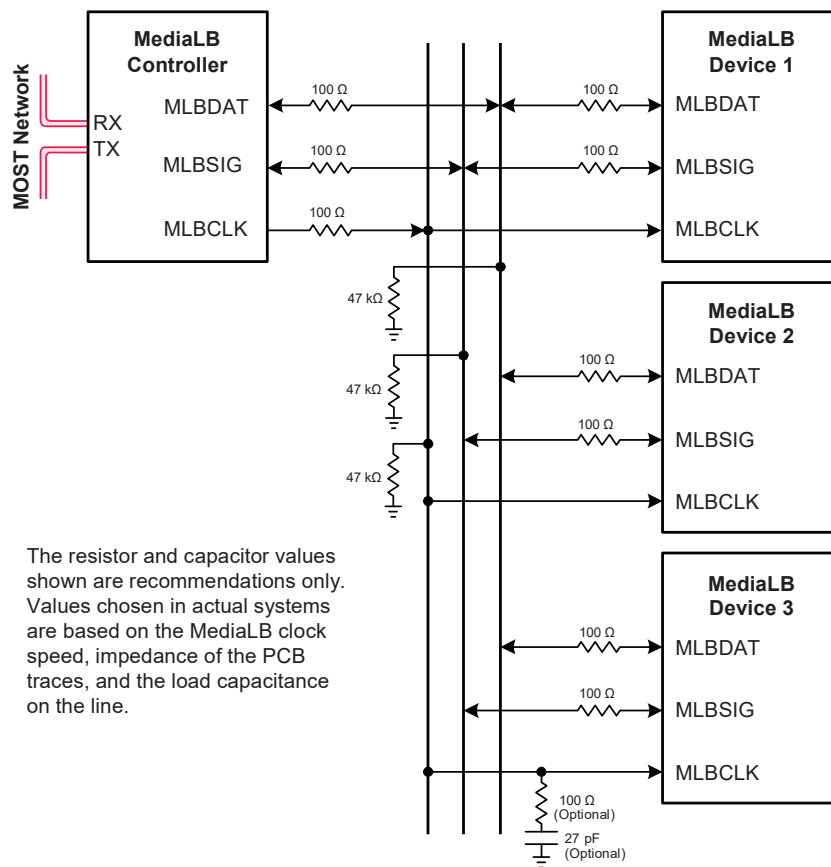 MediaLB
Controller
MOST Network
RX
TX
MLBDAT
MLBSIG
MLBCLK
100 Ω
100 Ω
100 Ω
MediaLB
Device 1
100 Ω
MLBDAT
100 Ω
MLBSIG
MLBCLK
47 kΩ
47 kΩ
47 kΩ
MediaLB
Device 2
100 Ω
MLBDAT
100 Ω
MLBSIG
MLBCLK
The resistor and capacitor values
shown are recommendations only.
Values chosen in actual systems
are based on the MediaLB clock
speed, impedance of the PCB
traces, and the load capacitance
on the line.
MediaLB
Device 3
100 Ω
MLBDAT
100 Ω
MLBSIG
MLBCLK
100 Ω
(Optional)
27 pF
(Optional)